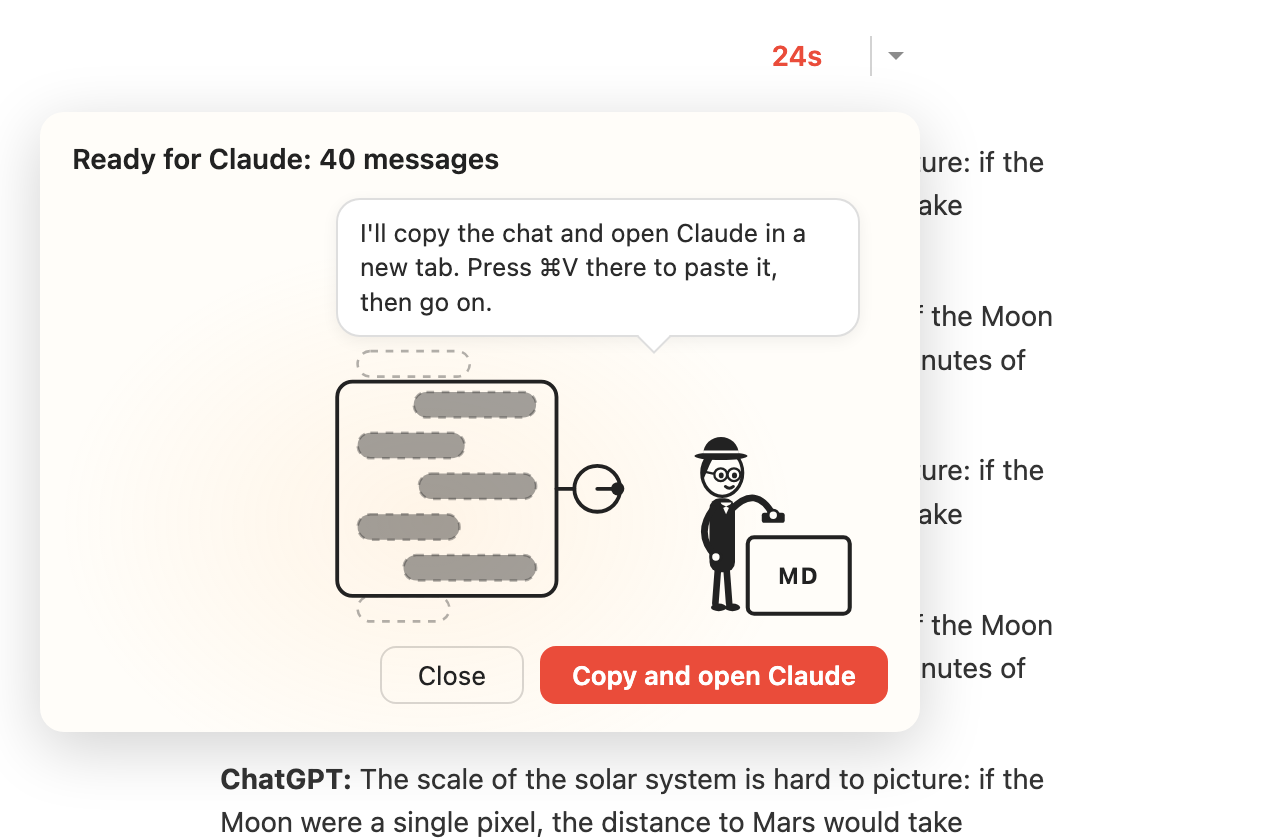 24s
Ready for Claude: 40 messages
I'll copy the chat and open Claude in a
new tab. Press ⌘V there to paste it,
then go on.
MD
Close
Copy and open Claude
if the
ake
the Moon
nutes of
if the
ake
the Moon
nutes of
ChatGPT: The scale of the solar system is hard to picture: if the
Moon were a single pixel, the distance to Mars would take